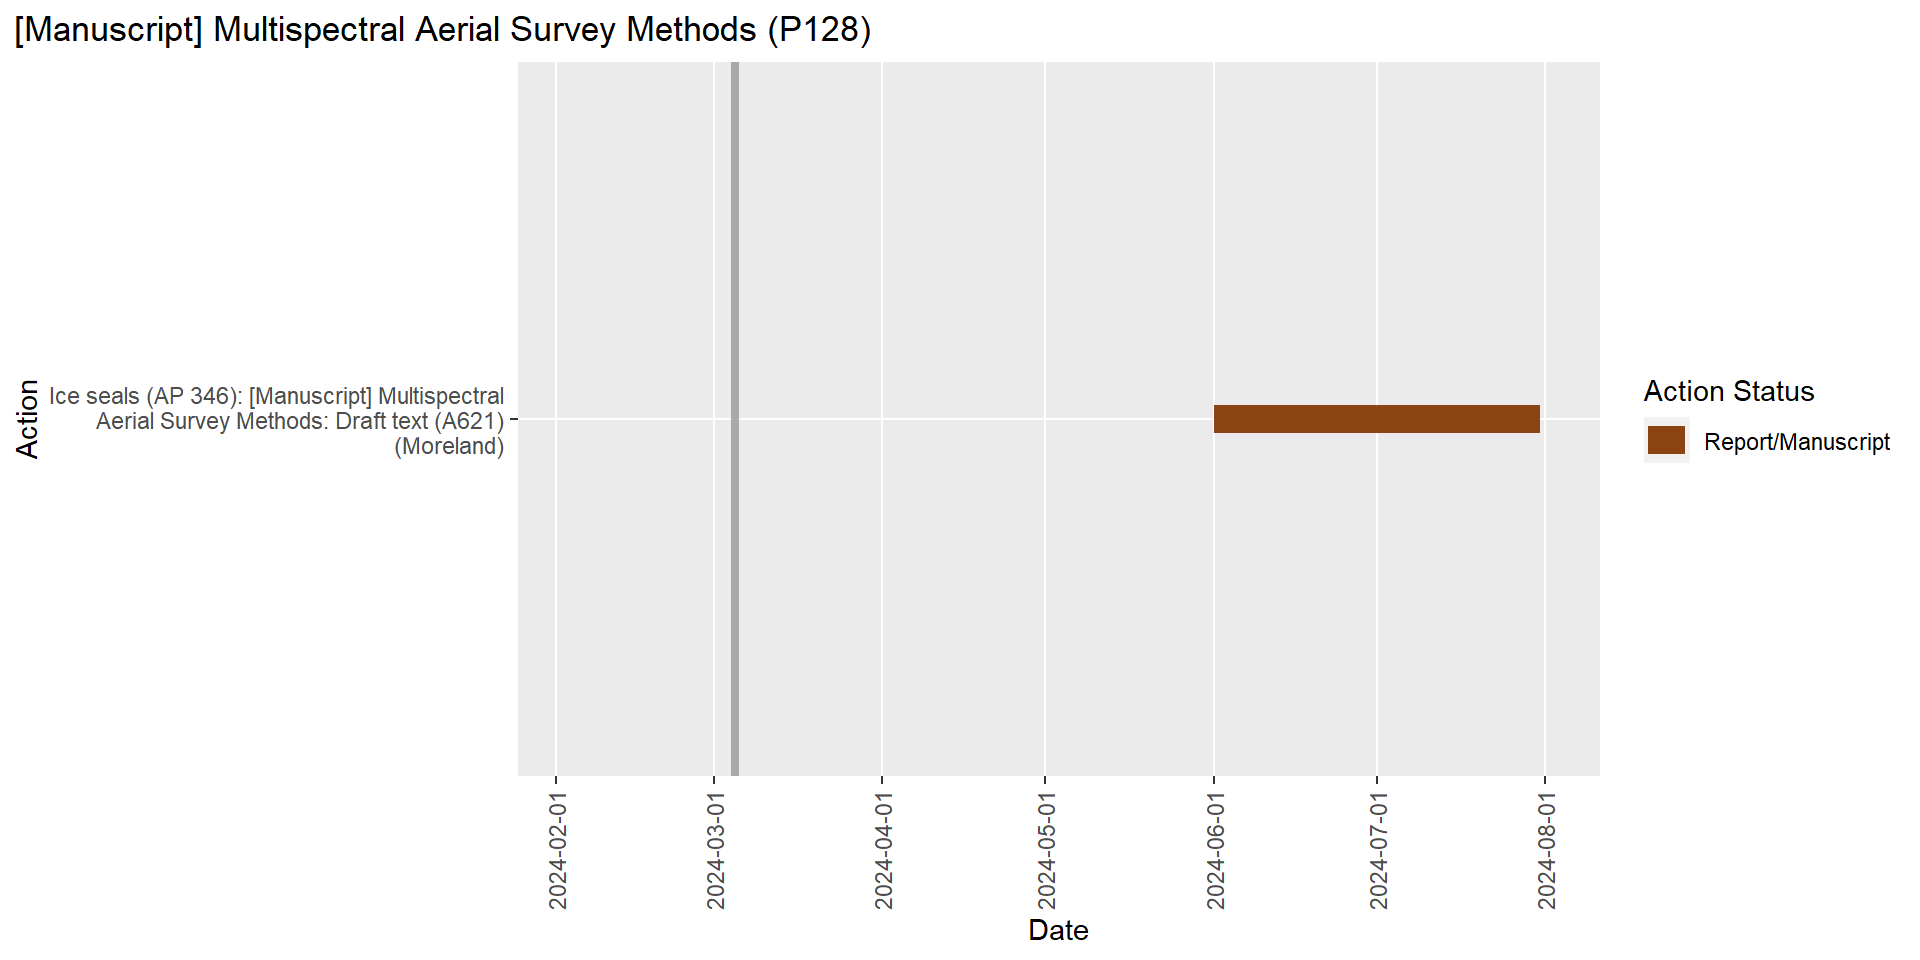 [Manuscript] Multispectral Aerial Survey Methods (P128)
Action
Ice seals (AP 346): [Manuscript] Multispectral
Aerial Survey Methods: Draft text (A621)
(Moreland)
Action Status
Report/Manuscript
2024-02-01
2024-03-01
2024-04-01
2024-05-01
2024-06-01
2024-07-01
2024-08-01
Date